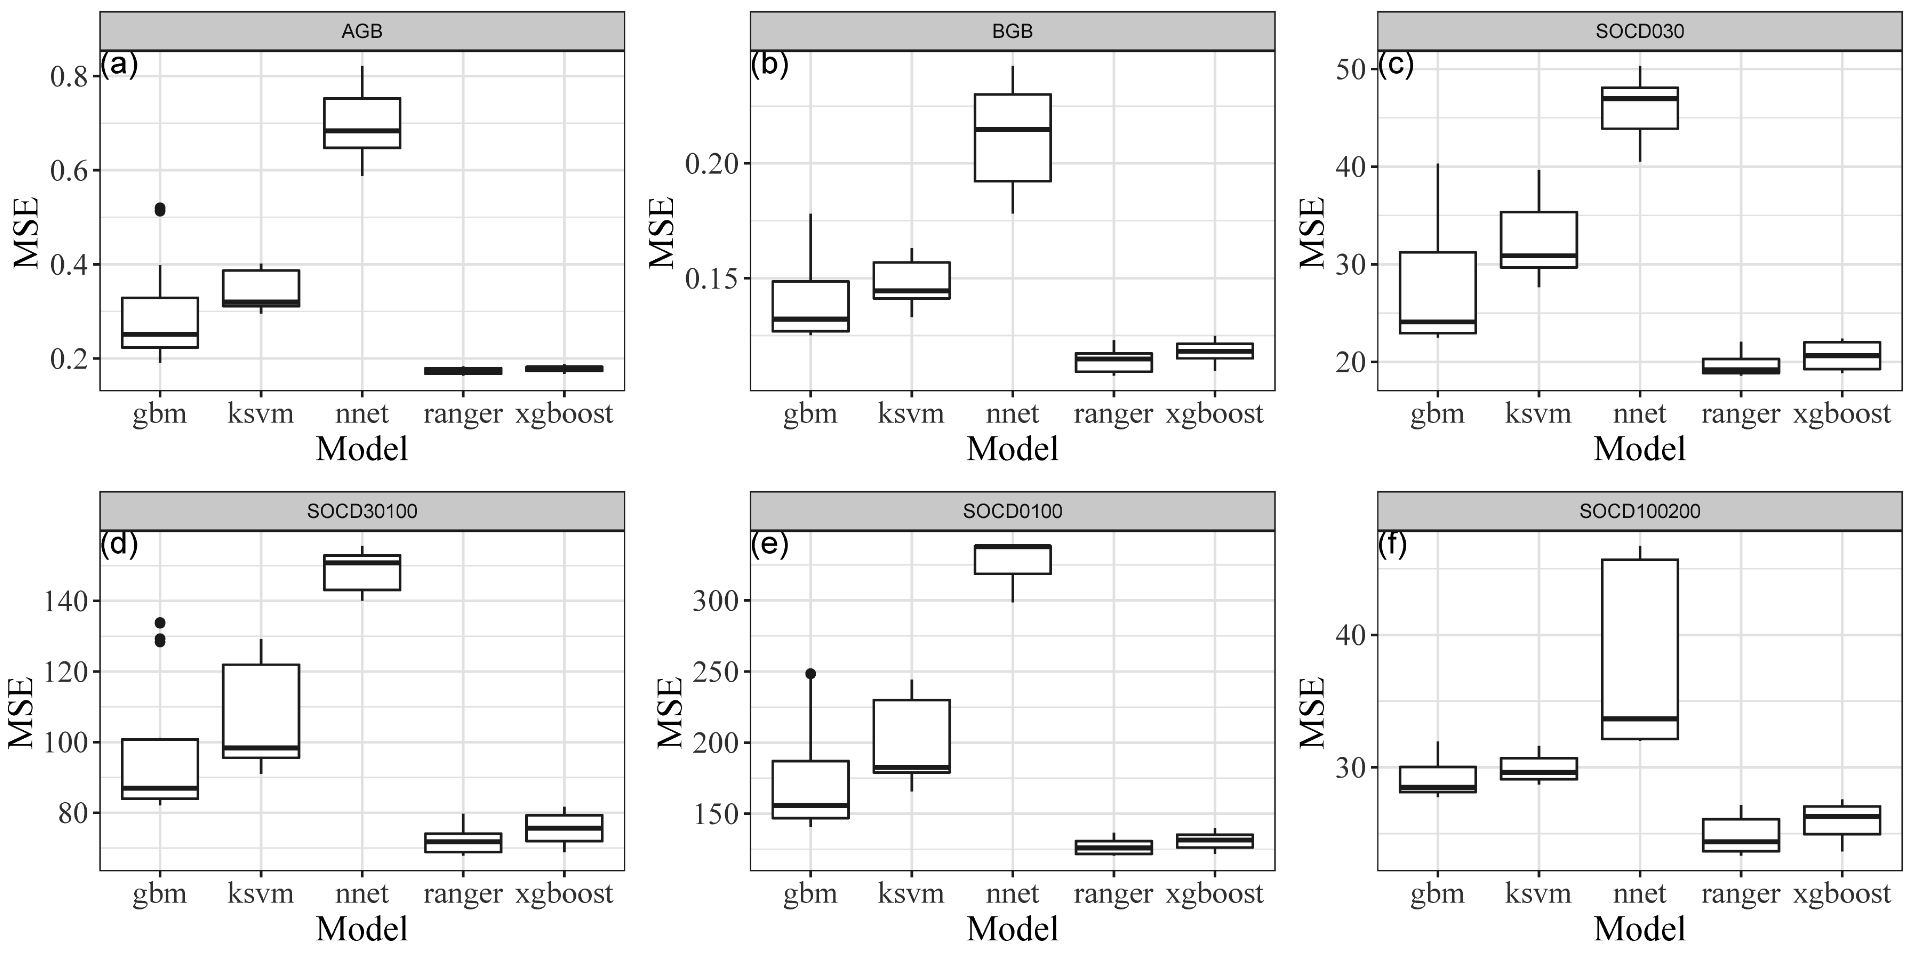 AGB
(a)
0.8
0.6
0.4
0.2
MSE
gbm ksvm nnet ranger xgboost
Model
BGB
(b)
0.20
0.15
MSE
gbm ksvm nnet ranger xgboost
Model
SOCD030
(c)
50
40
30
20
MSE
gbm ksvm nnet ranger xgboost
Model
SOCD30100
(d)
140
120
100
80
MSE
gbm ksvm nnet ranger xgboost
Model
SOCD0100
(e)
300
250
200
150
MSE
gbm ksvm nnet ranger xgboost
Model
SOCD100200
(f)
40
30
MSE
gbm ksvm nnet ranger xgboost
Model